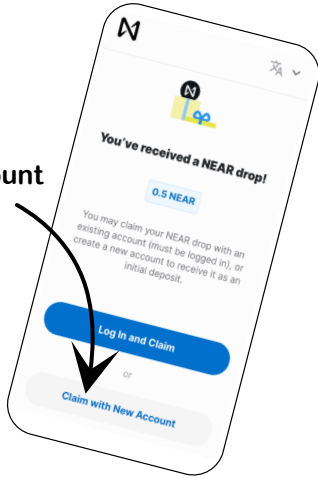 You've received a NEAR drop!
ount
0.5 NEAR
You may claim your NEAR drop with an
existing account (must be logged in), or
create a new account to receive it as an
initial deposit.
Log In and Claim
or
Claim with New Account